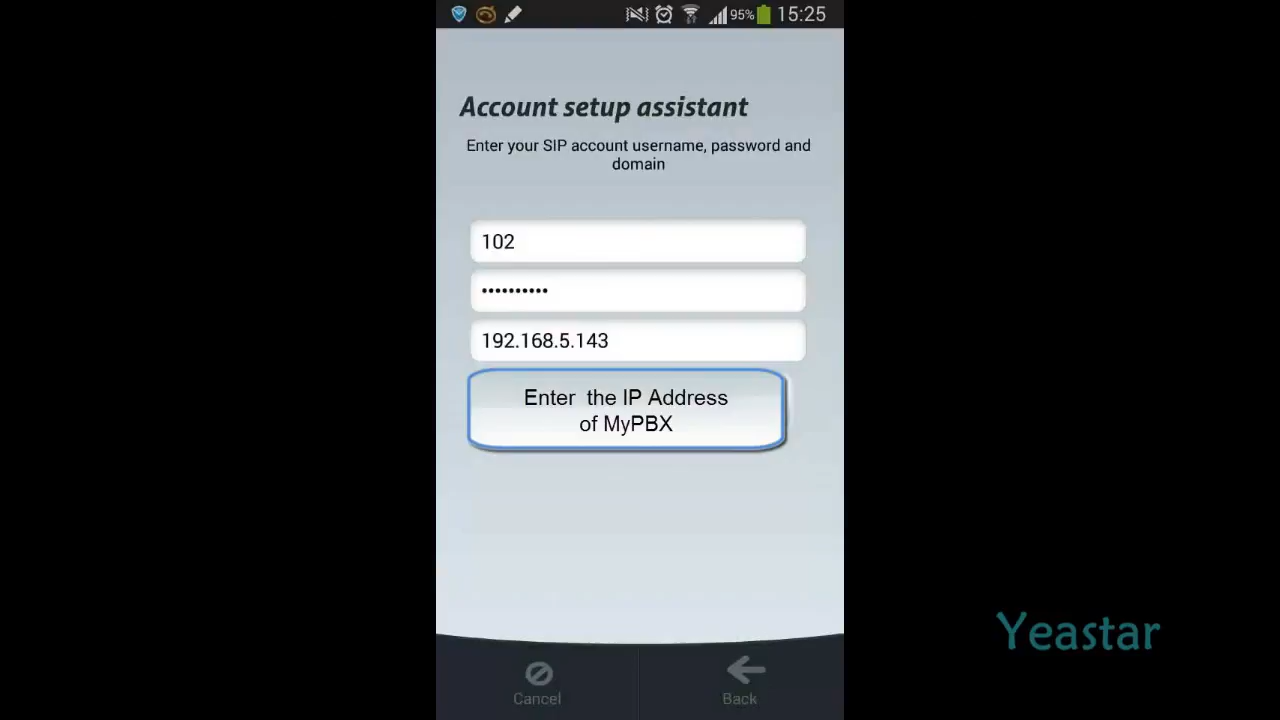 95% 15:25
Account setup assistant
Enter your SIP account username, password and
domain
102
••••••••••
192.168.5.143
Enter the IP Address
of MyPBX
Yeastar
Cancel Back